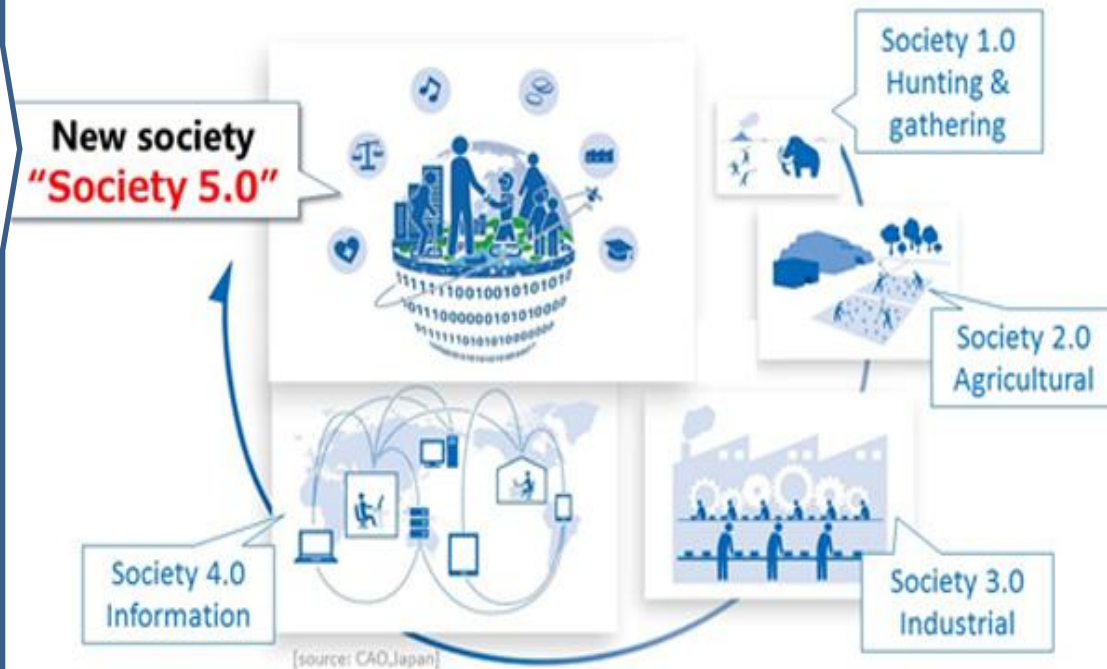 New society
“Society 5.0”
Society 1.0
Hunting &
gathering
Society 2.0
Agricultural
Society 3.0
Industrial
Society 4.0
Information
[source: CAO,Japan]